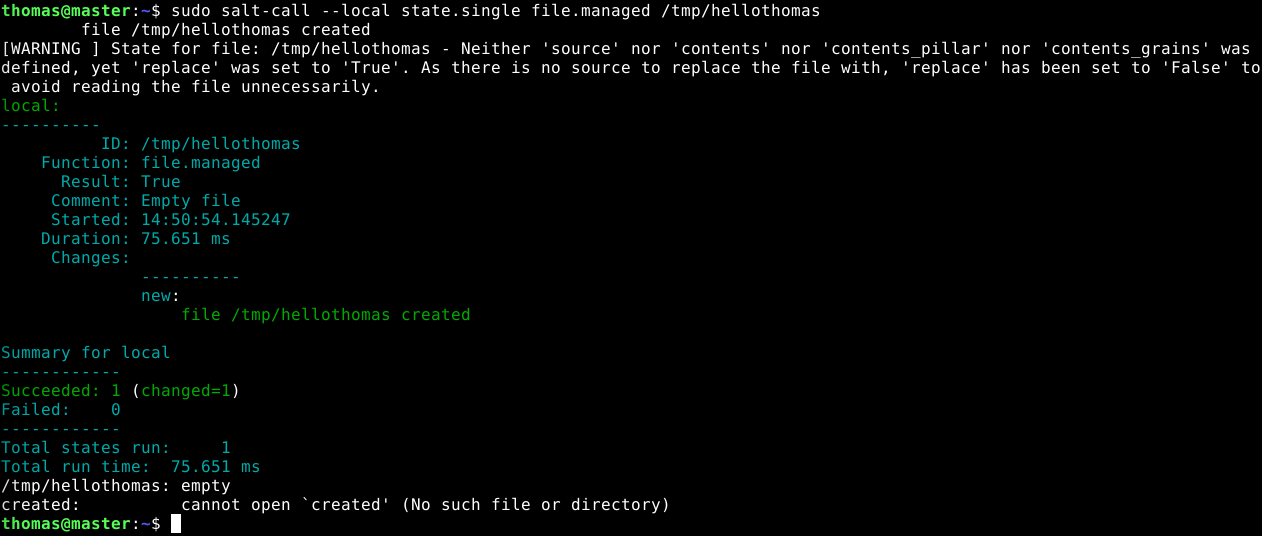 thomas@master:~$ sudo salt-call --local state.single file.managed /tmp/hellothomas
        file /tmp/hellothomas created
[WARNING ] State for file: /tmp/hellothomas - Neither 'source' nor 'contents' nor 'contents_pillar' nor 'contents_grains' was
defined, yet 'replace' was set to 'True'. As there is no source to replace the file with, 'replace' has been set to 'False' to
 avoid reading the file unnecessarily.
local:
----------
          ID: /tmp/hellothomas
    Function: file.managed
      Result: True
     Comment: Empty file
     Started: 14:50:54.145247
    Duration: 75.651 ms
     Changes:
              ----------
              new:
                  file /tmp/hellothomas created

Summary for local
------------
Succeeded: 1 (changed=1)
Failed:    0
------------
Total states run:     1
Total run time:  75.651 ms
/tmp/hellothomas: empty
created:          cannot open `created' (No such file or directory)
thomas@master:~$